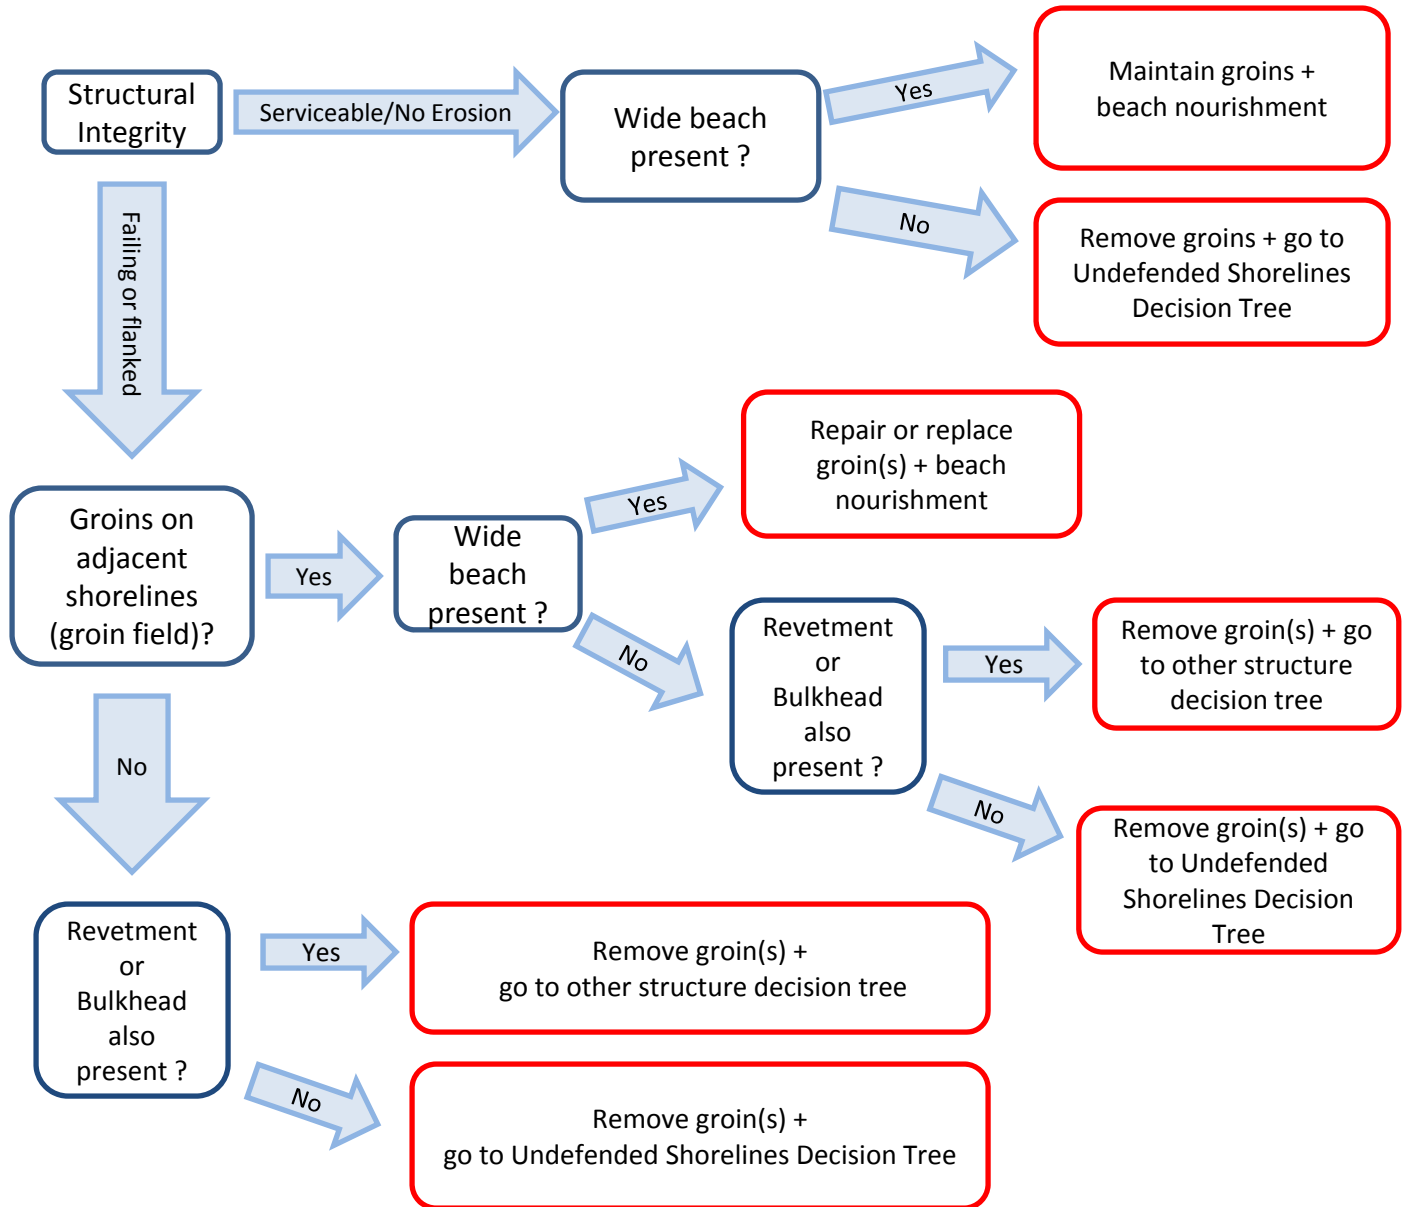 Structural
Integrity
Serviceable/No Erosion
Wide beach
present ?
Yes
Maintain groins +
beach nourishment
No
Remove groins + go to
Undefended Shorelines
Decision Tree
Failing or flanked
Groins on
adjacent
shorelines
(groin field)?
Yes
Wide
beach
present ?
Yes
Repair or replace
groin(s) + beach
nourishment
No
Revetment
or
Bulkhead
also
present ?
Yes
Remove groin(s) + go
to other structure
decision tree
No
Remove groin(s) + go
to Undefended
Shorelines Decision
Tree
No
Revetment
or
Bulkhead
also
present ?
Yes
Remove groin(s) +
go to other structure decision tree
No
Remove groin(s) +
go to Undefended Shorelines Decision Tree